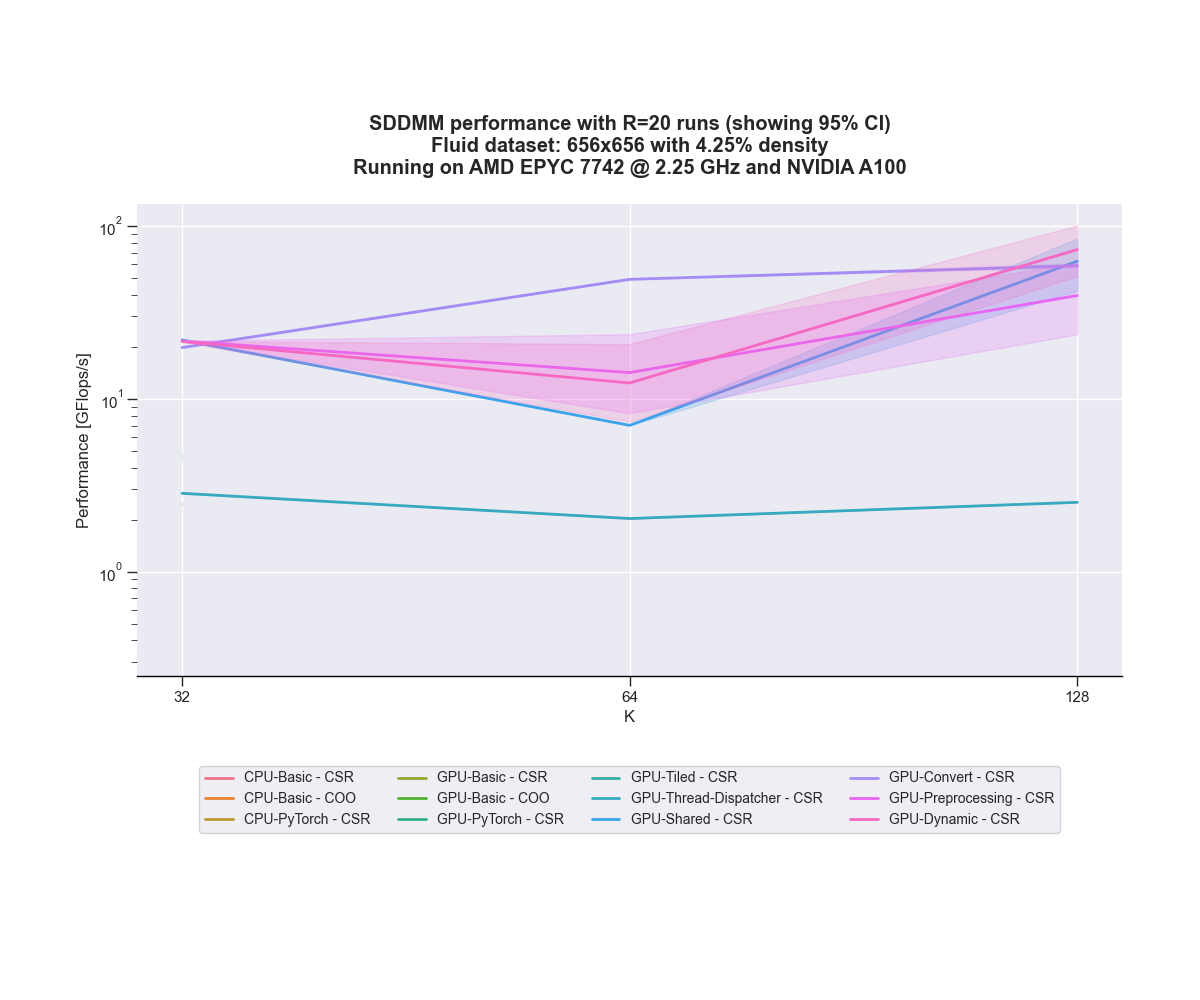 SDDMM performance with R=20 runs (showing 95% CI)
Fluid dataset: 656x656 with 4.25% density
Running on AMD EPYC 7742 @ 2.25 GHz and NVIDIA A100
Performance [GFlops/s]
10^2
10^1
10^0
32
64
128
K
CPU-Basic - CSR
CPU-Basic - COO
CPU-PyTorch - CSR
GPU-Basic - CSR
GPU-Basic - COO
GPU-PyTorch - CSR
GPU-Tiled - CSR
GPU-Thread-Dispatcher - CSR
GPU-Shared - CSR
GPU-Convert - CSR
GPU-Preprocessing - CSR
GPU-Dynamic - CSR